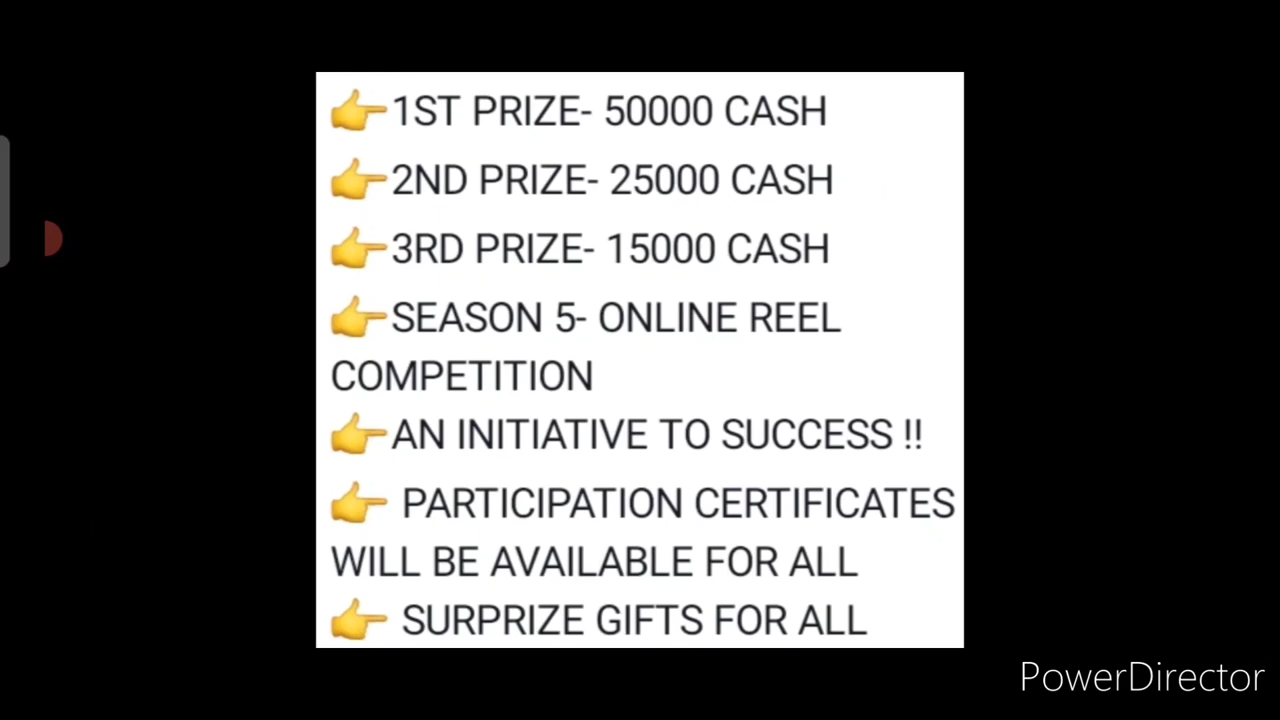 👉1ST PRIZE- 50000 CASH
👉2ND PRIZE- 25000 CASH
👉3RD PRIZE- 15000 CASH
👉SEASON 5- ONLINE REEL
COMPETITION
👉AN INITIATIVE TO SUCCESS !!
👉 PARTICIPATION CERTIFICATES
WILL BE AVAILABLE FOR ALL
👉 SURPRIZE GIFTS FOR ALL
PowerDirector